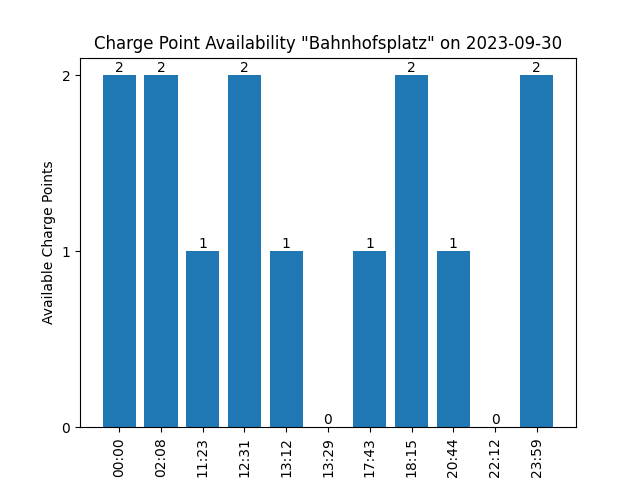 Charge Point Availability "Bahnhofsplatz" on 2023-09-30
Available Charge Points
2
1
0
2 2 1 2 1 0 1 2 1 0 2
00:00 02:08 11:23 12:31 13:12 13:29 17:43 18:15 20:44 22:12 23:59